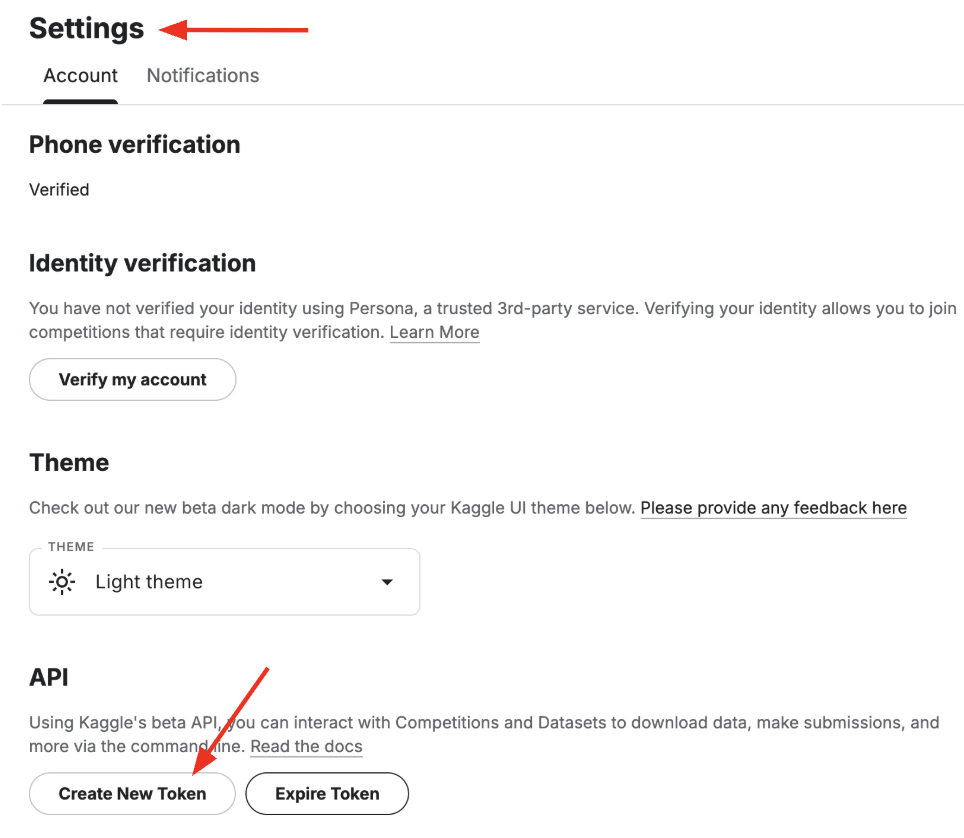 Settings
Account Notifications
Phone verification
Verified
Identity verification
You have not verified your identity using Persona, a trusted 3rd-party service. Verifying your identity allows you to join
competitions that require identity verification. Learn More
Verify my account
Theme
Check out our new beta dark mode by choosing your Kaggle UI theme below. Please provide any feedback here
THEME
Light theme
API
Using Kaggle's beta API, you can interact with Competitions and Datasets to download data, make submissions, and
more via the command line. Read the docs
Create New Token Expire Token